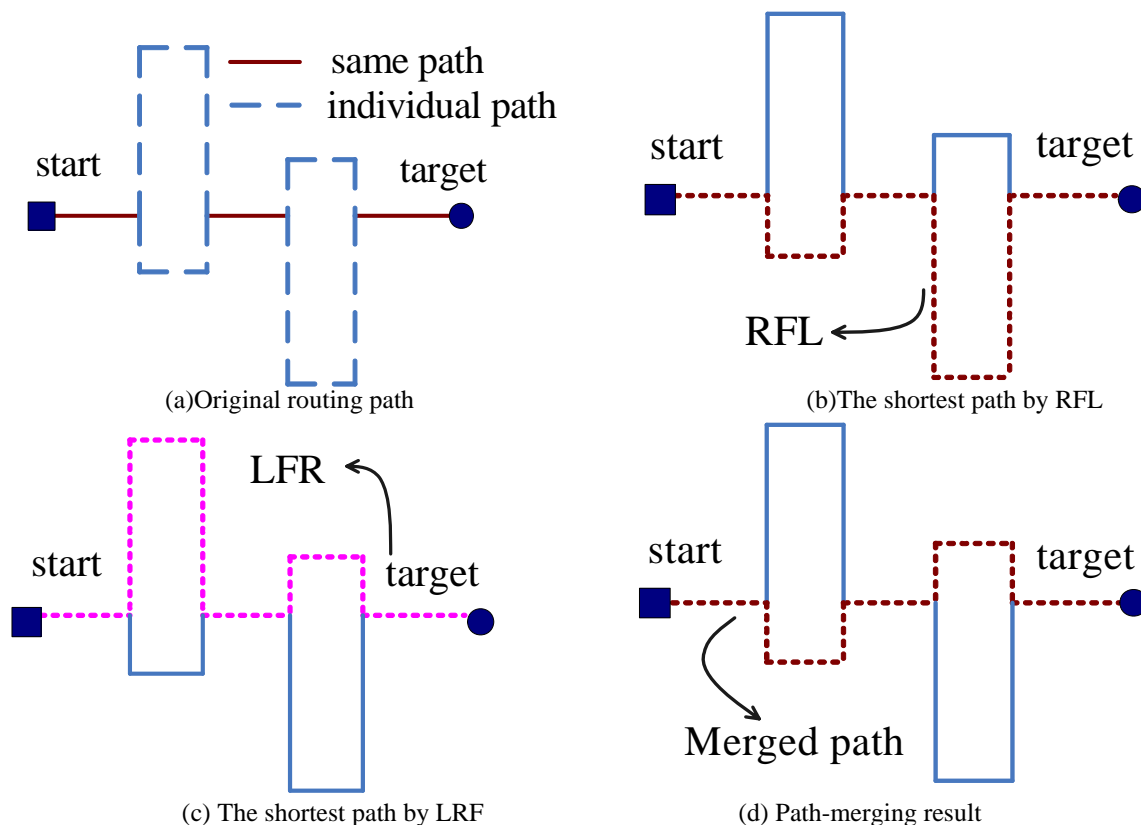 same path
individual path
start
target
(a)Original routing path
start
target
RFL
(b)The shortest path by RFL
LFR
start
target
(c) The shortest path by LRF
start
target
Merged path
(d) Path-merging result